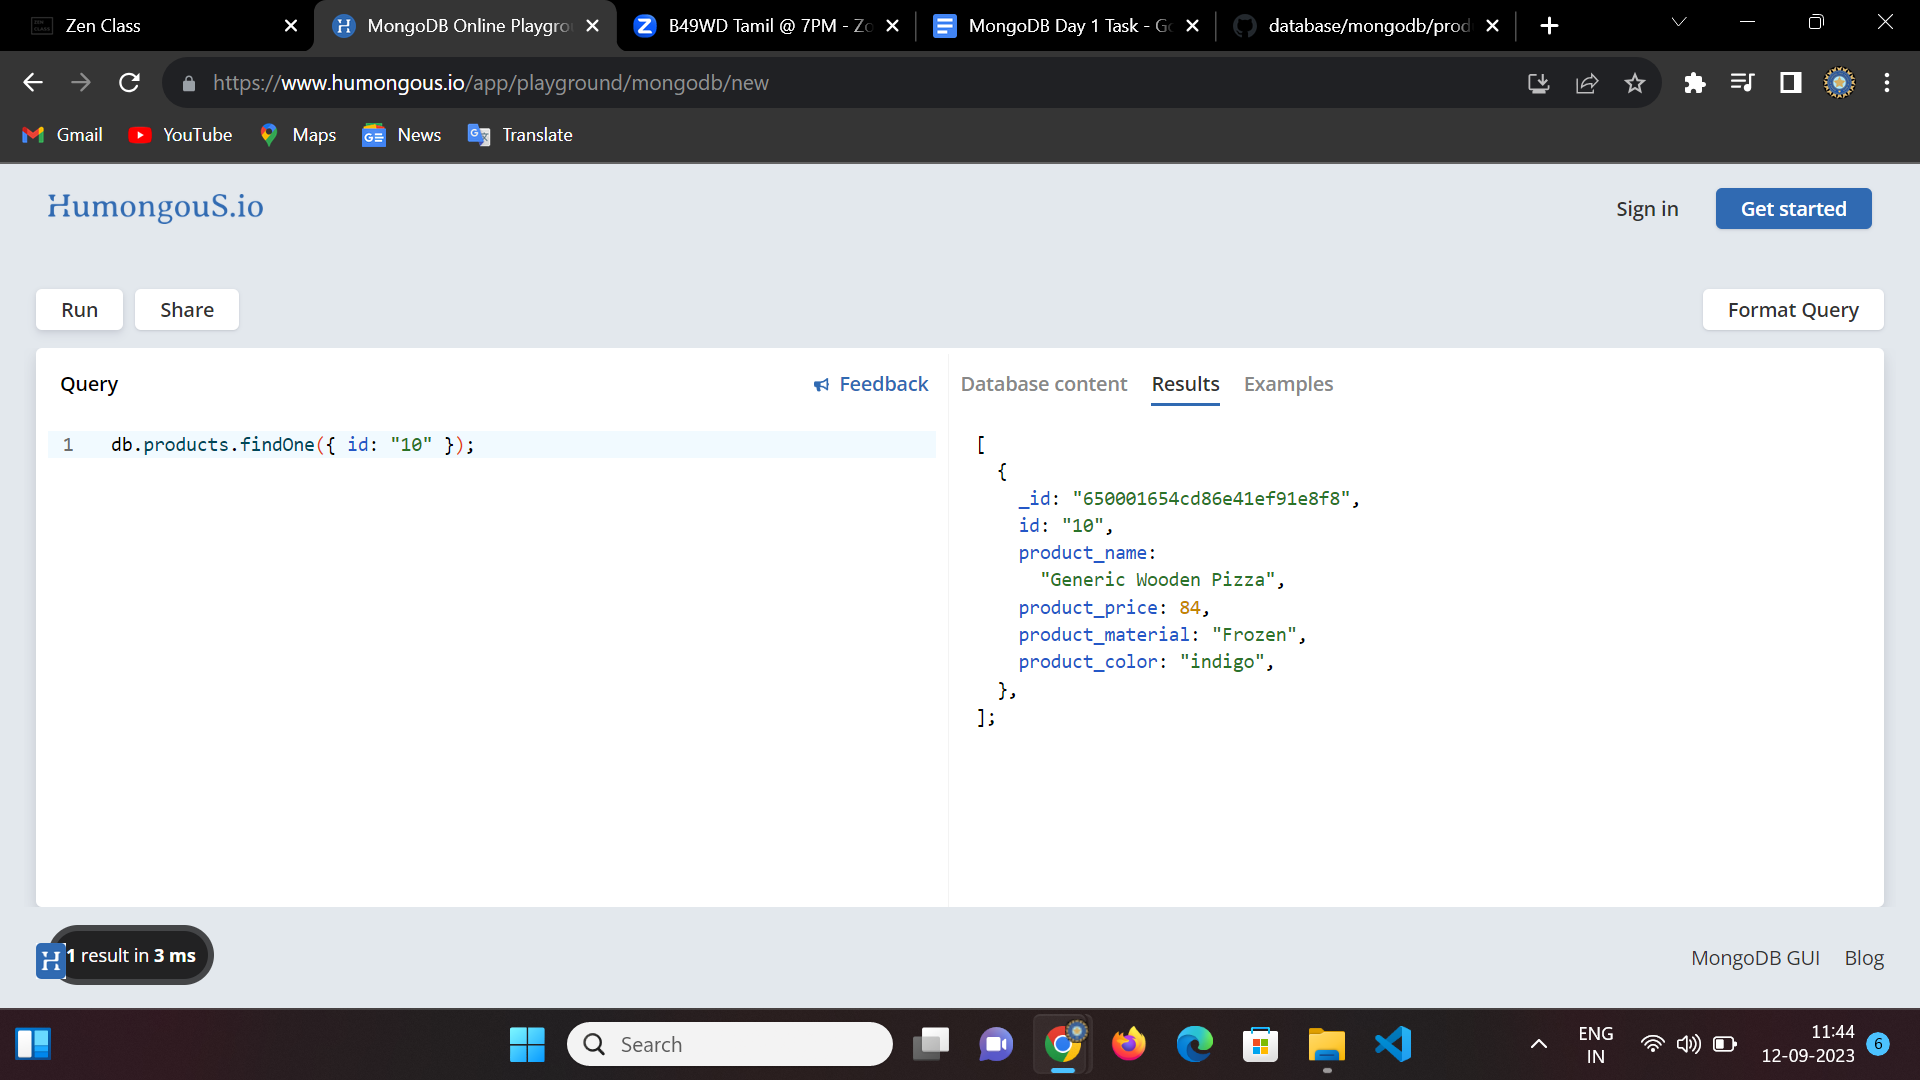 Zen Class
MongoDB Online Playgro
B49WD Tamil @ 7PM - Zo
MongoDB Day 1 Task - Go
database/mongodb/prod
https://www.humongous.io/app/playground/mongodb/new
Gmail
YouTube
Maps
News
Translate
HumongouS.io
Sign in
Get started
Run
Share
Format Query
Query
Feedback
Database content
Results
Examples
1 db.products.findOne({ id: "10" });
[
{
_id: "650001654cd86e41ef91e8f8",
id: "10",
product_name:
"Generic Wooden Pizza",
product_price: 84,
product_material: "Frozen",
product_color: "indigo",
},
];
1 result in 3 ms
MongoDB GUI
Blog
Search
ENG
IN
11:44
12-09-2023
6